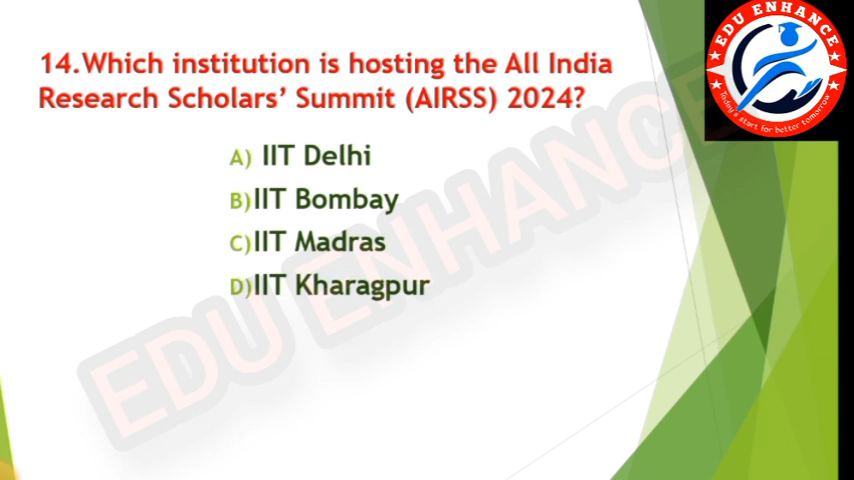 14.Which institution is hosting the All India
Research Scholars’ Summit (AIRSS) 2024?
A) IIT Delhi
B)IIT Bombay
C)IIT Madras
D)IIT Kharagpur
EDU ENHANCE
EDU ENHANCE
Today's start for better tomorrow